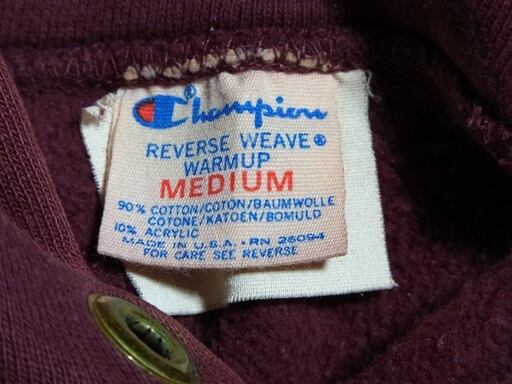 Champion®
REVERSE WEAVE®
WARMUP
MEDIUM
90% COTTON/COTON/BAUMWOLLE
COTONE/KATOEN/BOMULD
10% ACRYLIC
MADE IN U.S.A. · RN 26094
FOR CARE SEE REVERSE